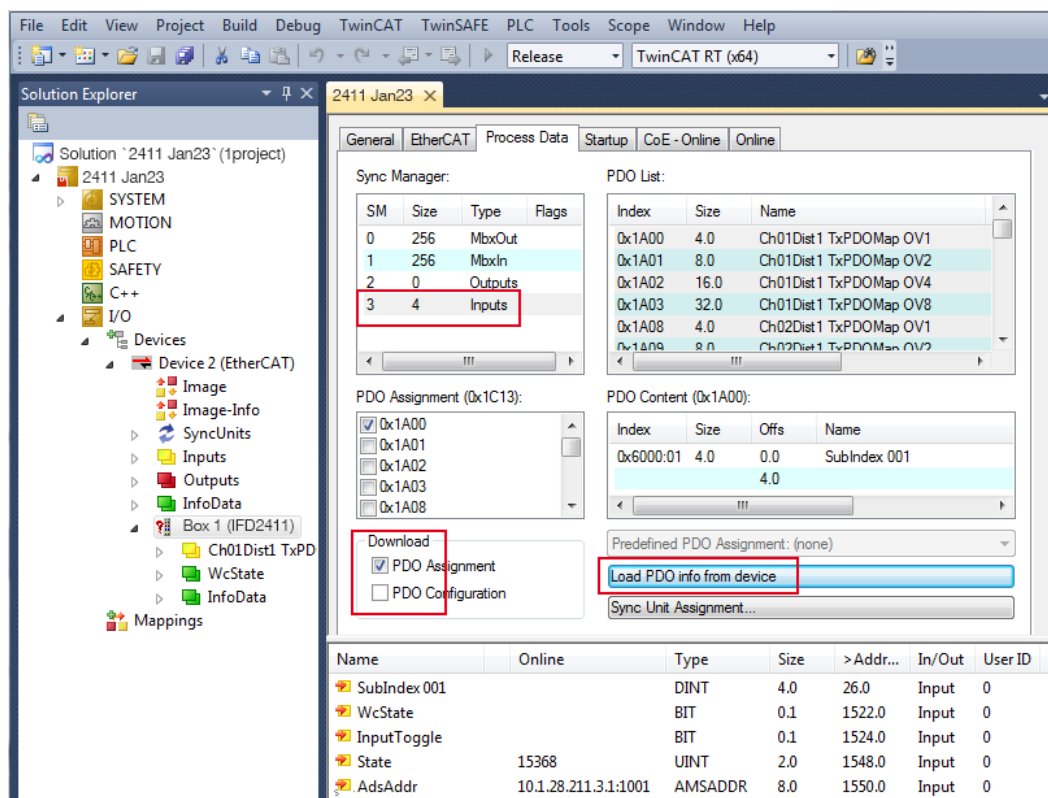 File Edit View Project Build Debug TwinCAT TwinSAFE PLC Tools Scope Window Help
Release TwinCAT RT (x64)
Solution Explorer
2411 Jan23
General EtherCAT Process Data Startup CoE - Online Online
Solution `2411 Jan23` (1project)
2411 Jan23
SYSTEM
MOTION
PLC
SAFETY
C++
I/O
Devices
Device 2 (EtherCAT)
Image
Image-Info
SyncUnits
Inputs
Outputs
InfoData
Box 1 (IFD2411)
Ch01Dist1 TxPD
WcState
InfoData
Mappings
Sync Manager:
SM Size Type Flags
0 256 MbxOut
1 256 MbxIn
2 0 Outputs
3 4 Inputs
PDO List:
Index Size Name
0x1A00 4.0 Ch01Dist1 TxPDOMap OV1
0x1A01 8.0 Ch01Dist1 TxPDOMap OV2
0x1A02 16.0 Ch01Dist1 TxPDOMap OV4
0x1A03 32.0 Ch01Dist1 TxPDOMap OV8
0x1A08 4.0 Ch02Dist1 TxPDOMap OV1
0x1A09 8.0 Ch02Dist1 TxPDOMap OV2
PDO Assignment (0x1C13):
0x1A00
0x1A01
0x1A02
0x1A03
0x1A08
PDO Content (0x1A00):
Index Size Offs Name
0x6000:01 4.0 0.0 SubIndex 001
4.0
Download
PDO Assignment
PDO Configuration
Predefined PDO Assignment: (none)
Load PDO info from device
Sync Unit Assignment...
Name Online Type Size >Addr... In/Out User ID
SubIndex 001 DINT 4.0 26.0 Input 0
WcState BIT 0.1 1522.0 Input 0
InputToggle BIT 0.1 1524.0 Input 0
State 15368 UINT 2.0 1548.0 Input 0
AdsAddr 10.1.28.211.3.1:1001 AMSADDR 8.0 1550.0 Input 0